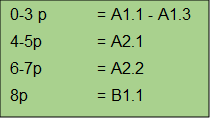 0-3 p = A1.1 - A1.3
4-5p = A2.1
6-7p = A2.2
8p = B1.1